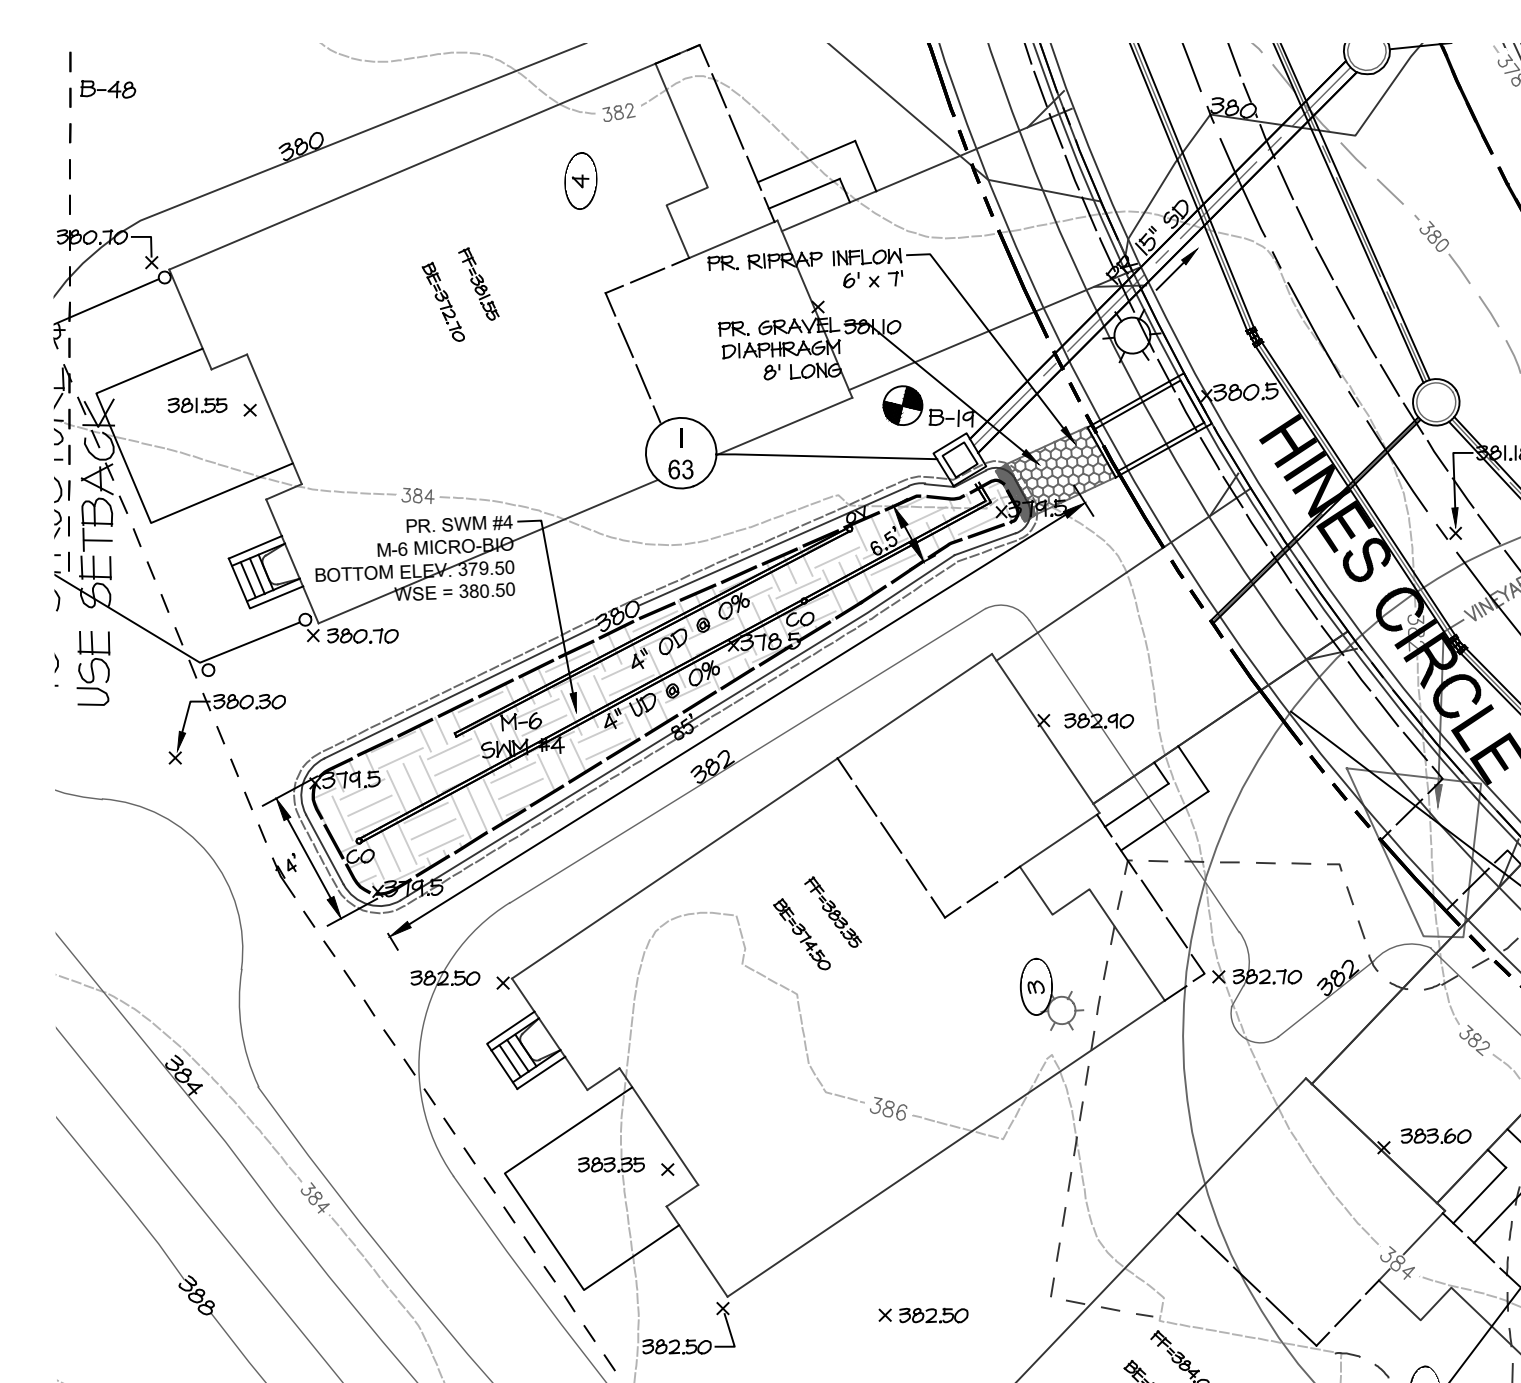 B-48
380
382
380.
378
4
380.70
PR. 15" SD
380
FF=381.55
BE=372.70
PR. RIPRAP INFLOW
6' x 7'
PR. GRAVEL
381.10
DIAPHRAGM
8' LONG
381.55
380.5
B-19
1
63
HINES CIRCLE
381.1
384
USE SETBACK
PR. SWM #4
M-6 MICRO-BIO
BOTTOM ELEV. 379.50
WSE = 380.50
379.5
6.5'
380
4" OD @ 0%
CO
378.5
380.70
380.30
4" UD @ 0%
M-6
SWM #4
85'
382
382.90
379.5
CO
14'
379.5
FF=383.35
BE=374.50
382.50
3
382.70
382
382
384
386
383.60
383.35
384
384
388
382.50
382.50
FF=384.
BE=